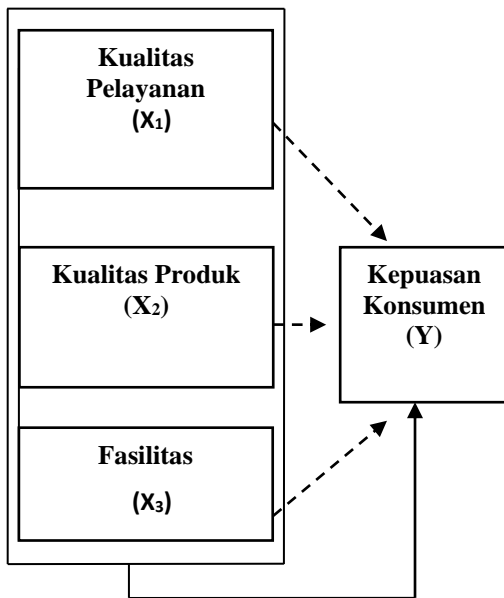 Kualitas
Pelayanan
(X₁)
Kualitas Produk
(X₂)
Kepuasan
Konsumen
(Y)
Fasilitas
(X₃)